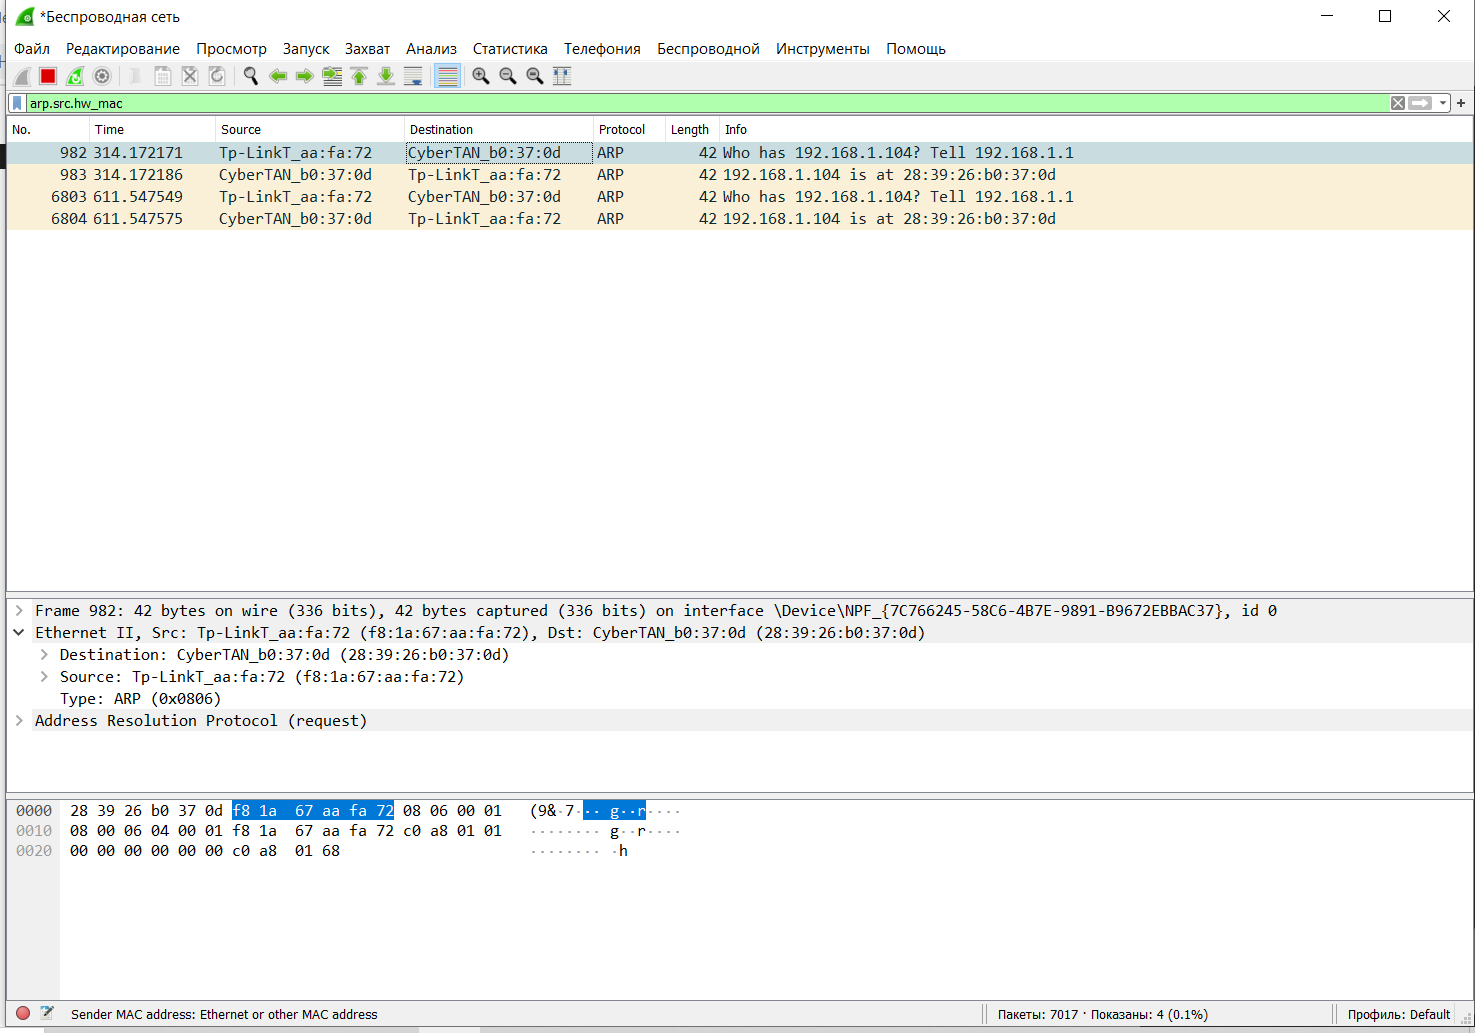 *Беспроводная сеть
Файл Редактирование Просмотр Запуск Захват Анализ Статистика Телефония Беспроводной Инструменты Помощь
arp.src.hw_mac
No. Time Source Destination Protocol Length Info
982 314.172171 Tp-LinkT_aa:fa:72 CyberTAN_b0:37:0d ARP 42 Who has 192.168.1.104? Tell 192.168.1.1
983 314.172186 CyberTAN_b0:37:0d Tp-LinkT_aa:fa:72 ARP 42 192.168.1.104 is at 28:39:26:b0:37:0d
6803 611.547549 Tp-LinkT_aa:fa:72 CyberTAN_b0:37:0d ARP 42 Who has 192.168.1.104? Tell 192.168.1.1
6804 611.547575 CyberTAN_b0:37:0d Tp-LinkT_aa:fa:72 ARP 42 192.168.1.104 is at 28:39:26:b0:37:0d
Frame 982: 42 bytes on wire (336 bits), 42 bytes captured (336 bits) on interface \Device\NPF_{7C766245-58C6-4B7E-9891-B9672EBBAC37}, id 0
Ethernet II, Src: Tp-LinkT_aa:fa:72 (f8:1a:67:aa:fa:72), Dst: CyberTAN_b0:37:0d (28:39:26:b0:37:0d)
Destination: CyberTAN_b0:37:0d (28:39:26:b0:37:0d)
Source: Tp-LinkT_aa:fa:72 (f8:1a:67:aa:fa:72)
Type: ARP (0x0806)
Address Resolution Protocol (request)
0000 28 39 26 b0 37 0d f8 1a 67 aa fa 72 08 06 00 01 (9&·7··· g··r····
0010 08 00 06 04 00 01 f8 1a 67 aa fa 72 c0 a8 01 01 ········ g··r····
0020 00 00 00 00 00 00 c0 a8 01 68 ········ ·h
Sender MAC address: Ethernet or other MAC address Пакеты: 7017 · Показаны: 4 (0.1%) Профиль: Default